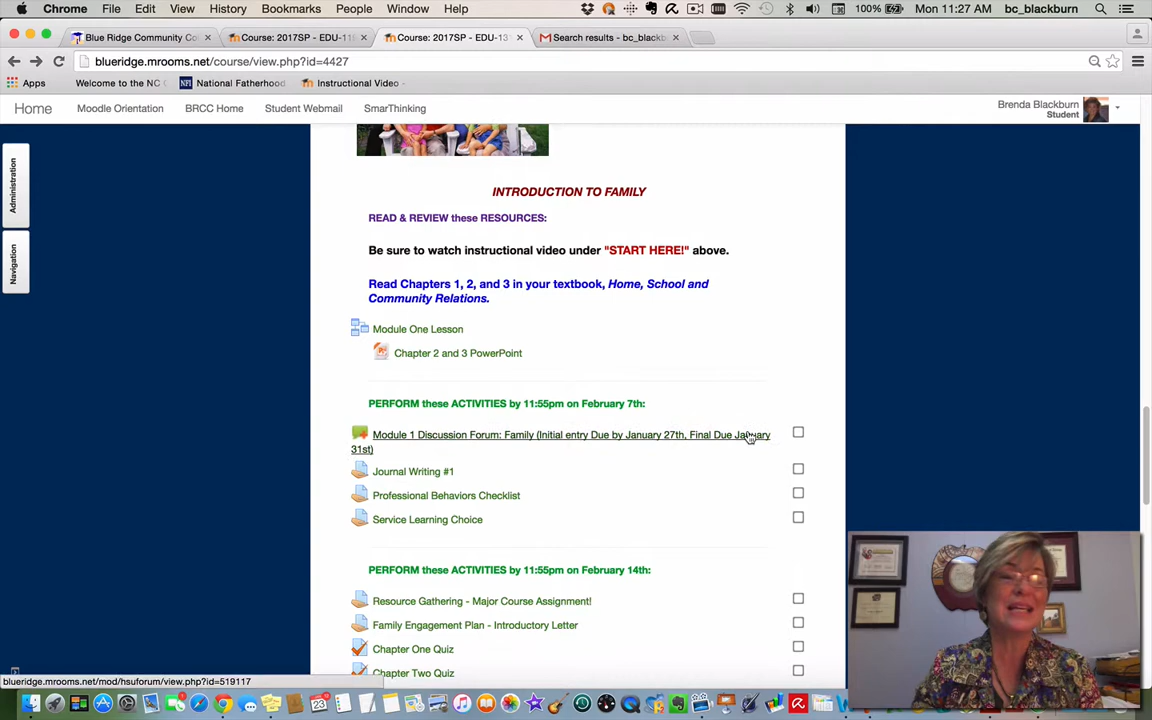 Chrome File Edit View History Bookmarks People Window Help 100% Mon 11:27 AM bc_blackburn
Blue Ridge Community Co Course: 2017SP - EDU-11 Course: 2017SP - EDU-13 Search results - bc_blackb
blueridge.mrooms.net/course/view.php?id=4427
Apps Welcome to the NC National Fatherhood Instructional Video -
Home Moodle Orientation BRCC Home Student Webmail SmarThinking Brenda Blackburn
Student
Administration
Navigation
INTRODUCTION TO FAMILY
READ & REVIEW these RESOURCES:
Be sure to watch instructional video under "START HERE!" above.
Read Chapters 1, 2, and 3 in your textbook, Home, School and
Community Relations.
Module One Lesson
Chapter 2 and 3 PowerPoint
PERFORM these ACTIVITIES by 11:55pm on February 7th:
Module 1 Discussion Forum: Family (Initial entry Due by January 27th, Final Due January
31st)
Journal Writing #1
Professional Behaviors Checklist
Service Learning Choice
PERFORM these ACTIVITIES by 11:55pm on February 14th:
Resource Gathering - Major Course Assignment!
Family Engagement Plan - Introductory Letter
Chapter One Quiz
Chapter Two Quiz
blueridge.mrooms.net/mod/hsuforum/view.php?id=519117
23